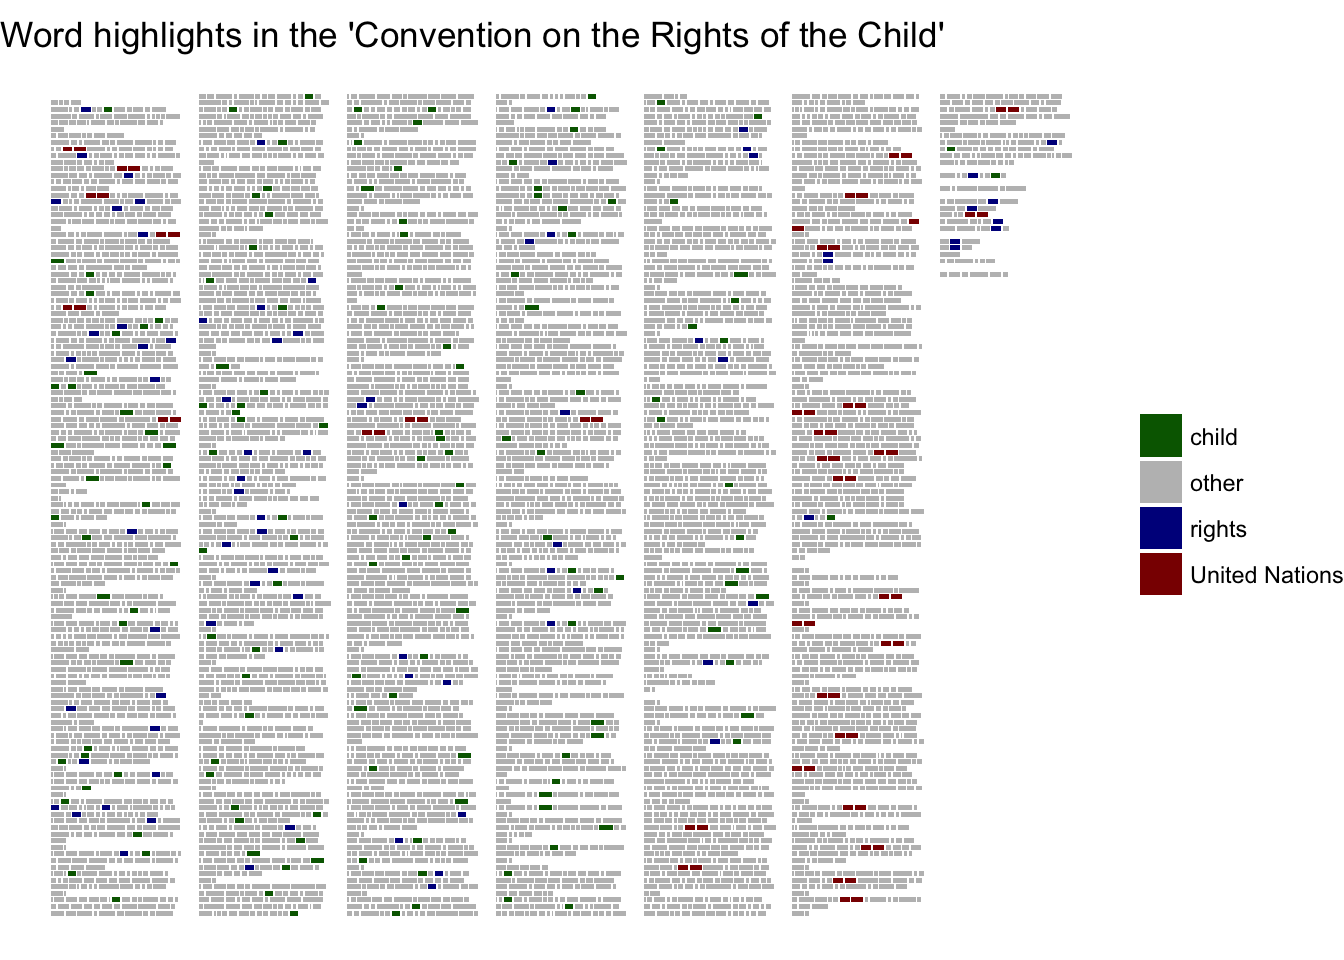 Word highlights in the 'Convention on the Rights of the Child'
child
other
rights
United Nations